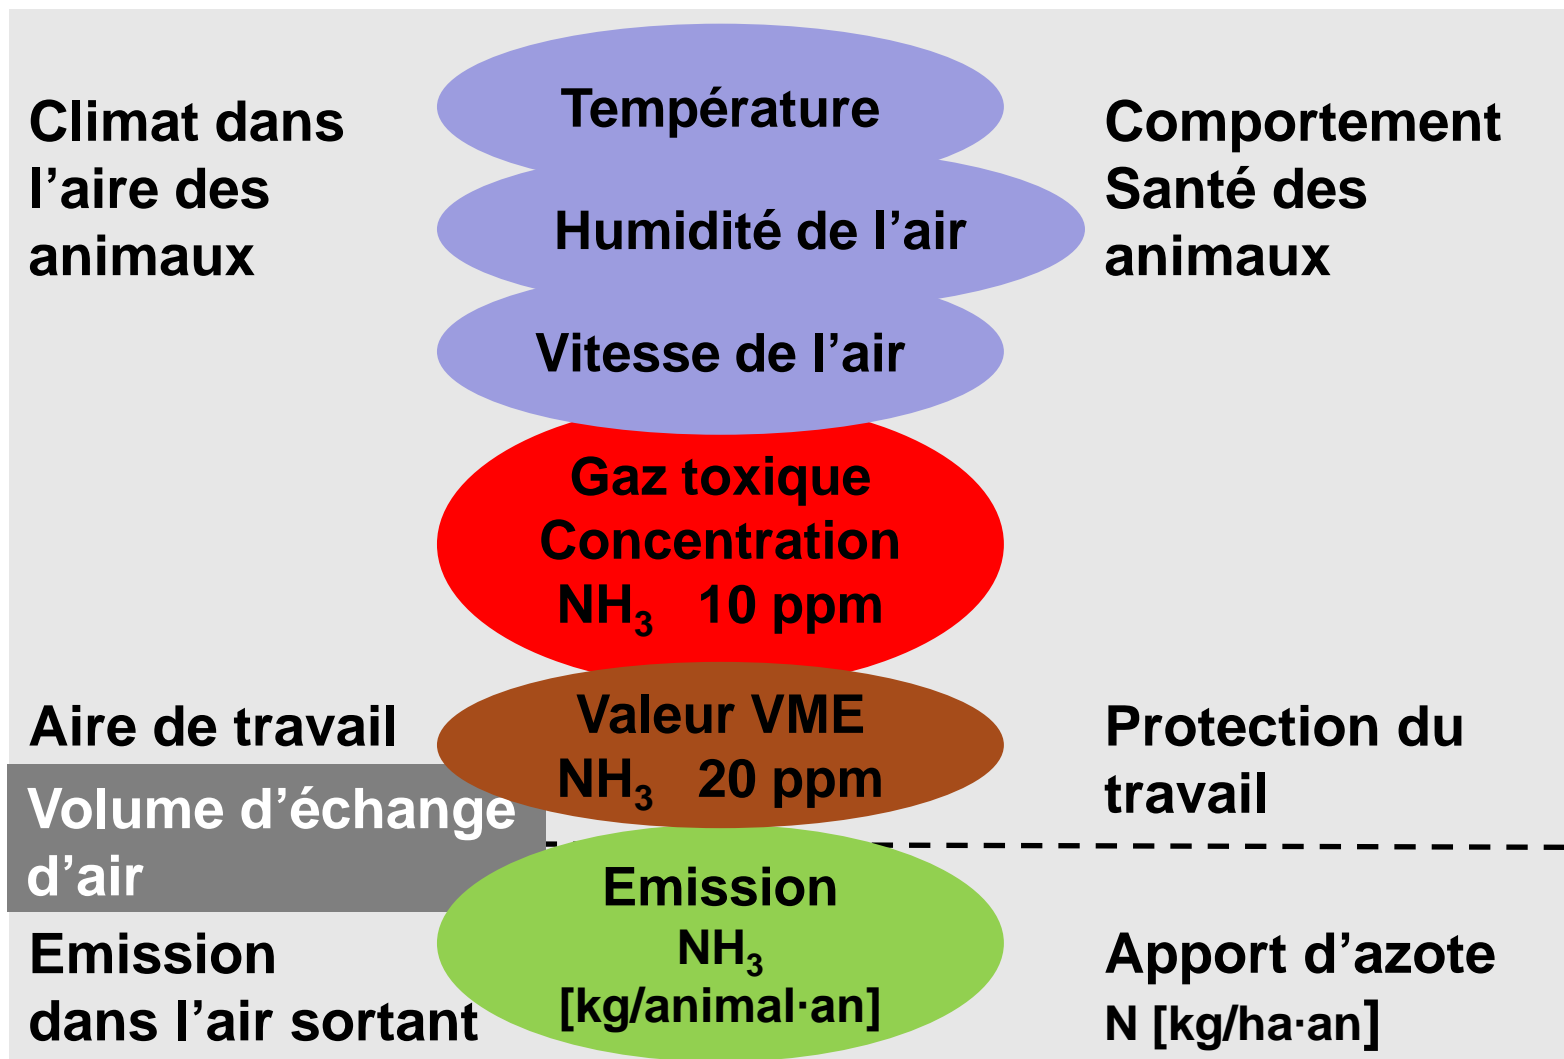 Climat dans
l’aire des
animaux
Température
Humidité de l’air
Vitesse de l’air
Comportement
Santé des
animaux
Gaz toxique
Concentration
NH₃ 10 ppm
Aire de travail
Valeur VME
NH₃ 20 ppm
Protection du
travail
Volume d’échange
d’air
Emission
dans l’air sortant
Emission
NH₃
[kg/animal·an]
Apport d’azote
N [kg/ha·an]